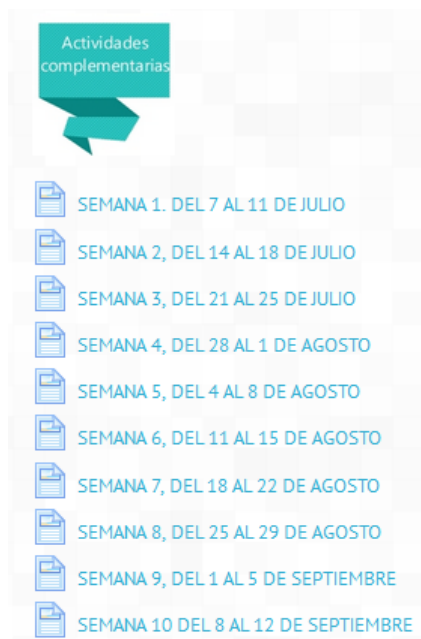 Actividades
complementarias
SEMANA 1. DEL 7 AL 11 DE JULIO
SEMANA 2, DEL 14 AL 18 DE JULIO
SEMANA 3, DEL 21 AL 25 DE JULIO
SEMANA 4, DEL 28 AL 1 DE AGOSTO
SEMANA 5, DEL 4 AL 8 DE AGOSTO
SEMANA 6, DEL 11 AL 15 DE AGOSTO
SEMANA 7, DEL 18 AL 22 DE AGOSTO
SEMANA 8, DEL 25 AL 29 DE AGOSTO
SEMANA 9, DEL 1 AL 5 DE SEPTIEMBRE
SEMANA 10 DEL 8 AL 12 DE SEPTIEMBRE